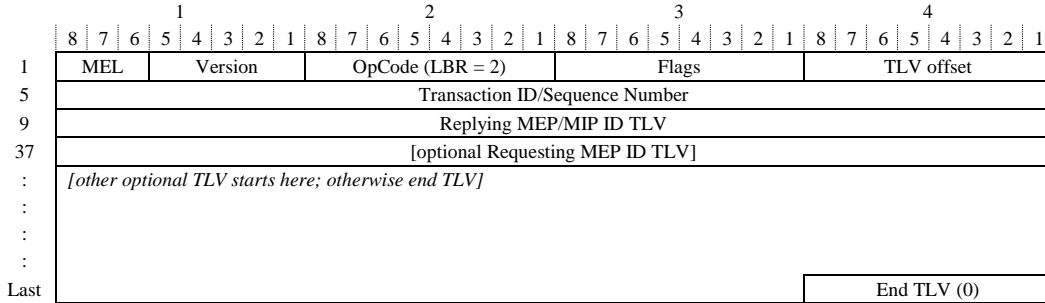 1 2 3 4
8 7 6 5 4 3 2 1 8 7 6 5 4 3 2 1 8 7 6 5 4 3 2 1 8 7 6 5 4 3 2 1
1 MEL Version OpCode (LBR = 2) Flags TLV offset
5 Transaction ID/Sequence Number
9 Replying MEP/MIP ID TLV
37 [optional Requesting MEP ID TLV]
: [other optional TLV starts here; otherwise end TLV]
:
:
:
Last End TLV (0)